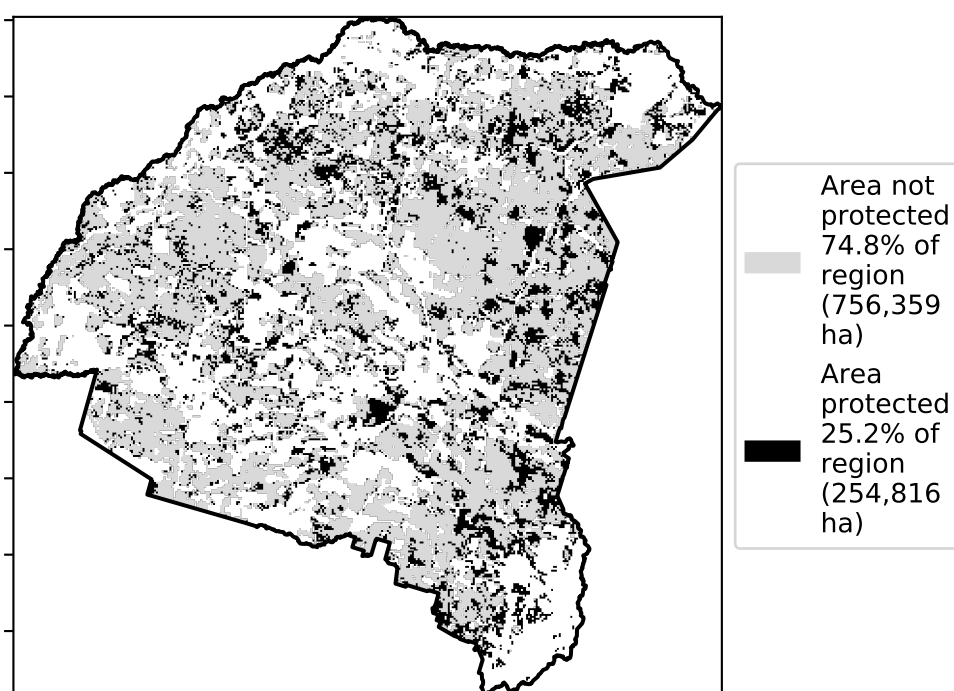 Area not
protected
74.8% of
region
(756,359
ha)
Area
protected
25.2% of
region
(254,816
ha)